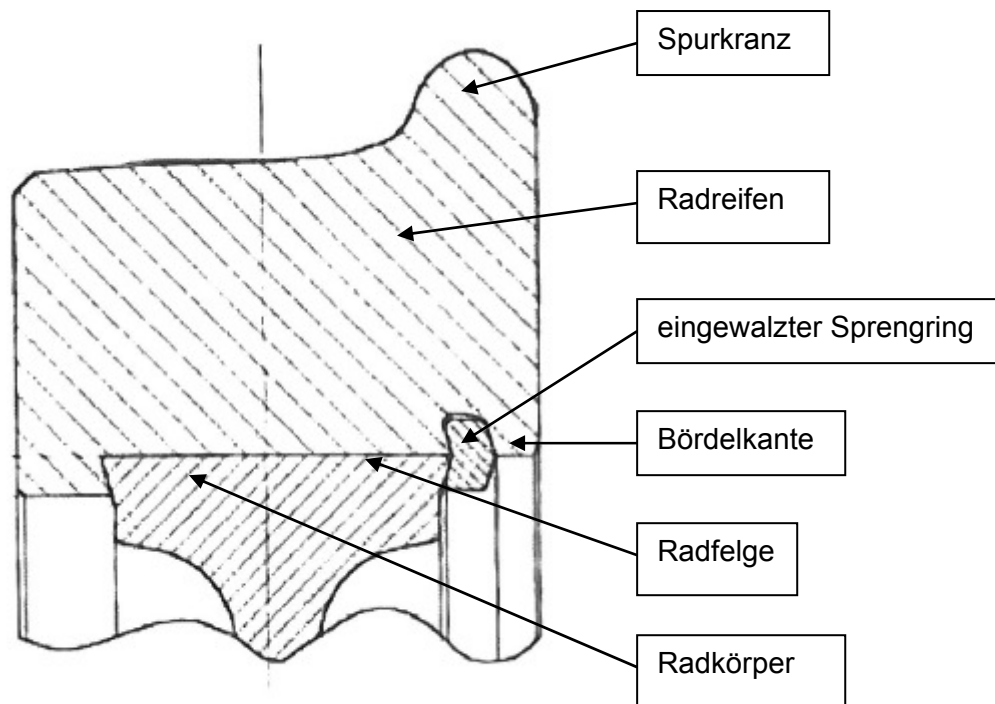 Spurkranz
Radreifen
eingewalzter Sprengring
Bördelkante
Radfelge
Radkörper